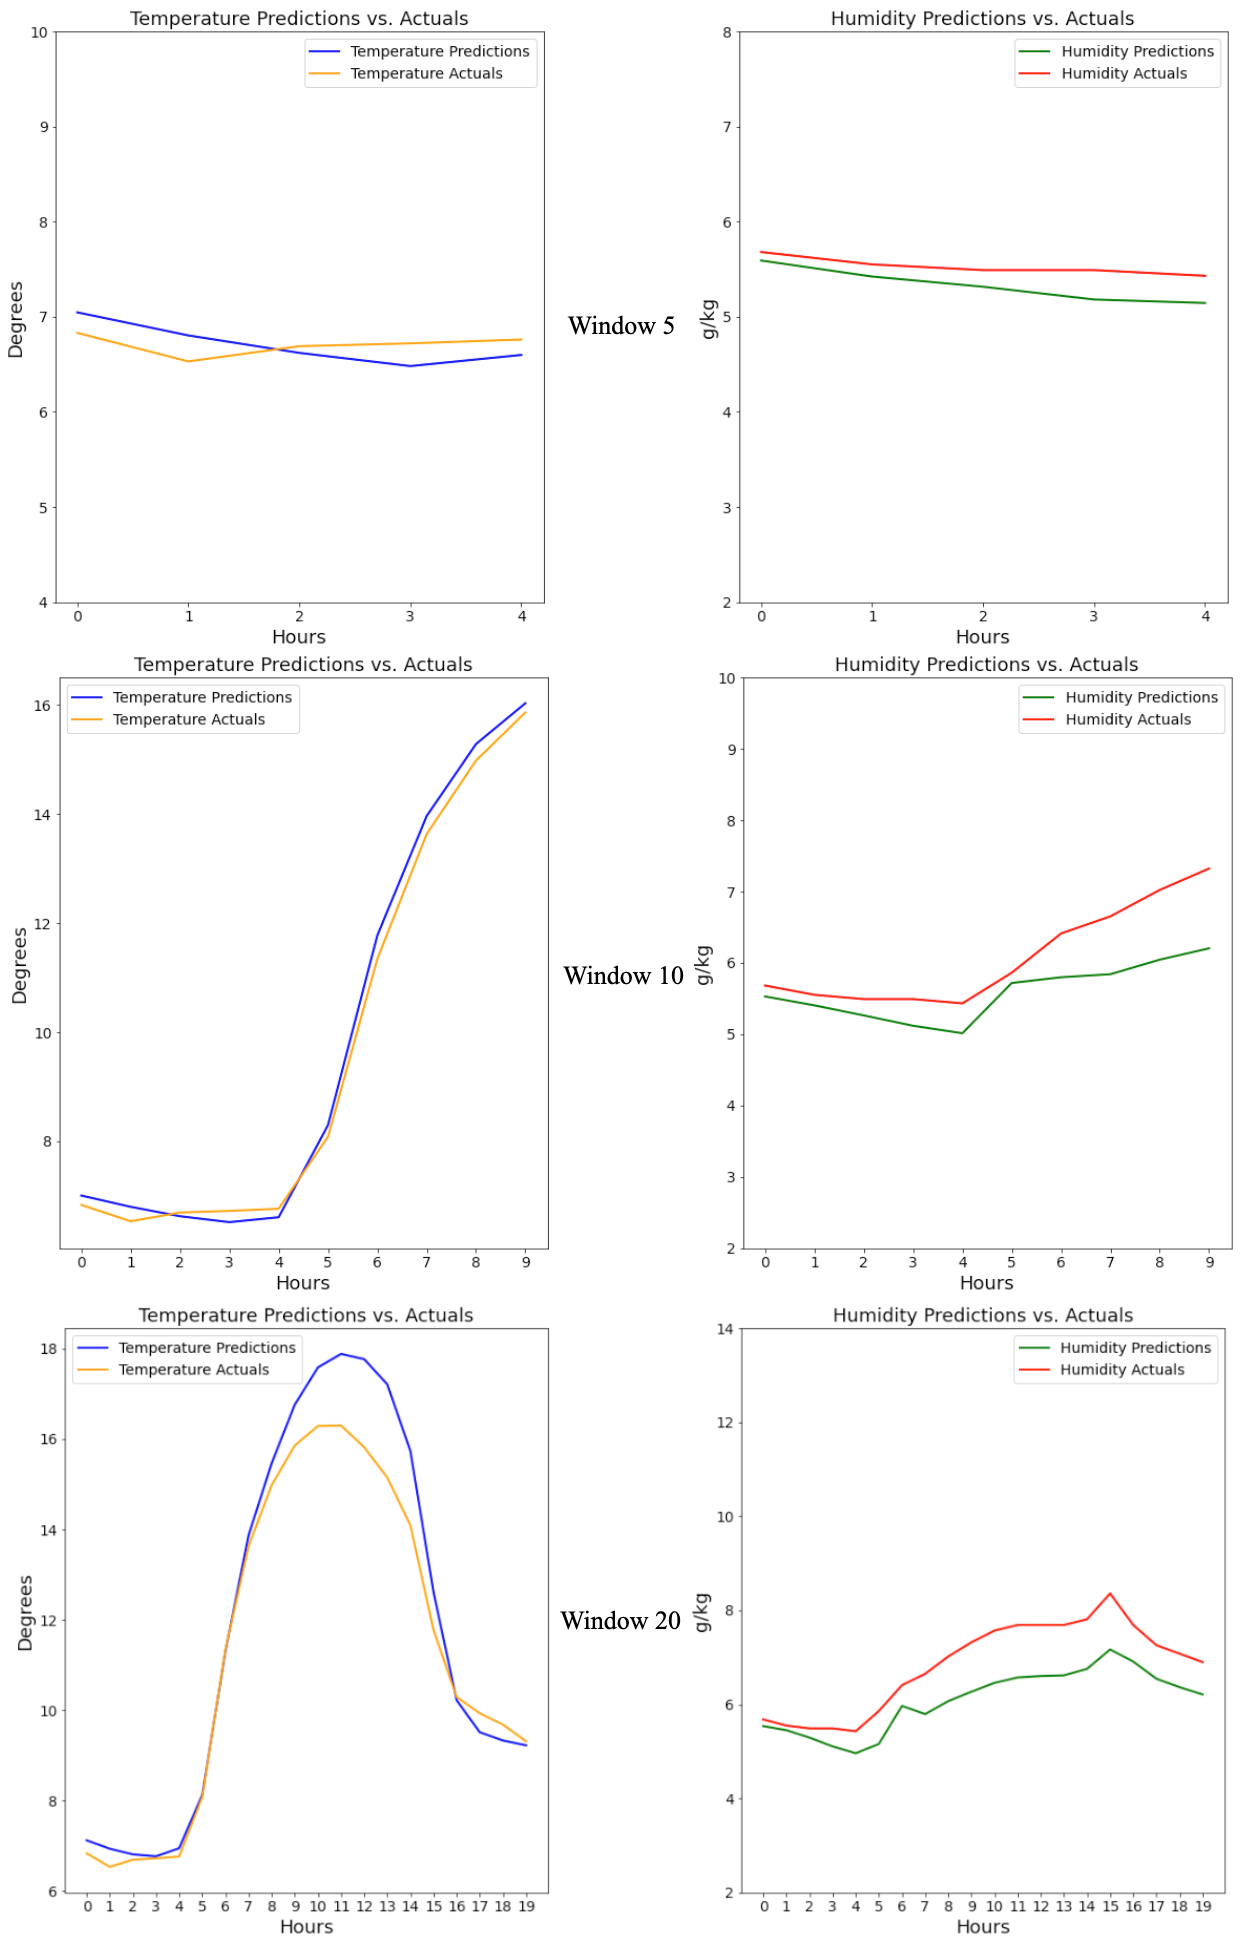 Temperature Predictions vs. Actuals
Temperature Predictions
Temperature Actuals
10
9
8
7
6
5
4
Degrees
0 1 2 3 4
Hours
Window 5
Humidity Predictions vs. Actuals
Humidity Predictions
Humidity Actuals
8
7
6
5
4
3
2
g/kg
0 1 2 3 4
Hours
Temperature Predictions vs. Actuals
Temperature Predictions
Temperature Actuals
16
14
12
10
8
Degrees
0 1 2 3 4 5 6 7 8 9
Hours
Window 10
Humidity Predictions vs. Actuals
Humidity Predictions
Humidity Actuals
10
9
8
7
6
5
4
3
2
g/kg
0 1 2 3 4 5 6 7 8 9
Hours
Temperature Predictions vs. Actuals
Temperature Predictions
Temperature Actuals
18
16
14
12
10
8
6
Degrees
0 1 2 3 4 5 6 7 8 9 10 11 12 13 14 15 16 17 18 19
Hours
Window 20
Humidity Predictions vs. Actuals
Humidity Predictions
Humidity Actuals
14
12
10
8
6
4
2
g/kg
0 1 2 3 4 5 6 7 8 9 10 11 12 13 14 15 16 17 18 19
Hours